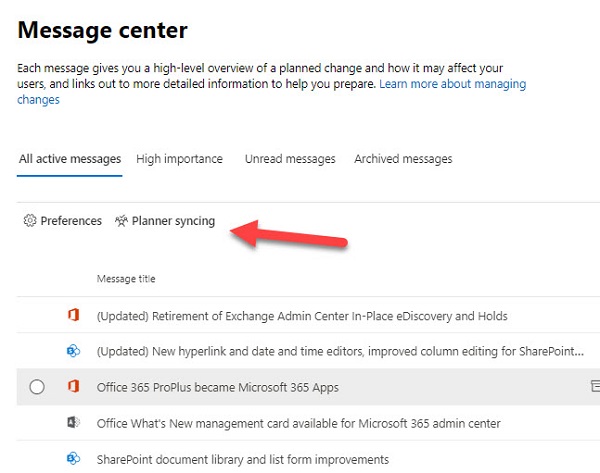 Message center
Each message gives you a high-level overview of a planned change and how it may affect your
users, and links out to more detailed information to help you prepare. Learn more about managing
changes
All active messages High importance Unread messages Archived messages
Preferences Planner syncing
Message title
(Updated) Retirement of Exchange Admin Center In-Place eDiscovery and Holds
(Updated) New hyperlink and date and time editors, improved column editing for SharePoint...
Office 365 ProPlus became Microsoft 365 Apps
Office What's New management card available for Microsoft 365 admin center
SharePoint document library and list form improvements